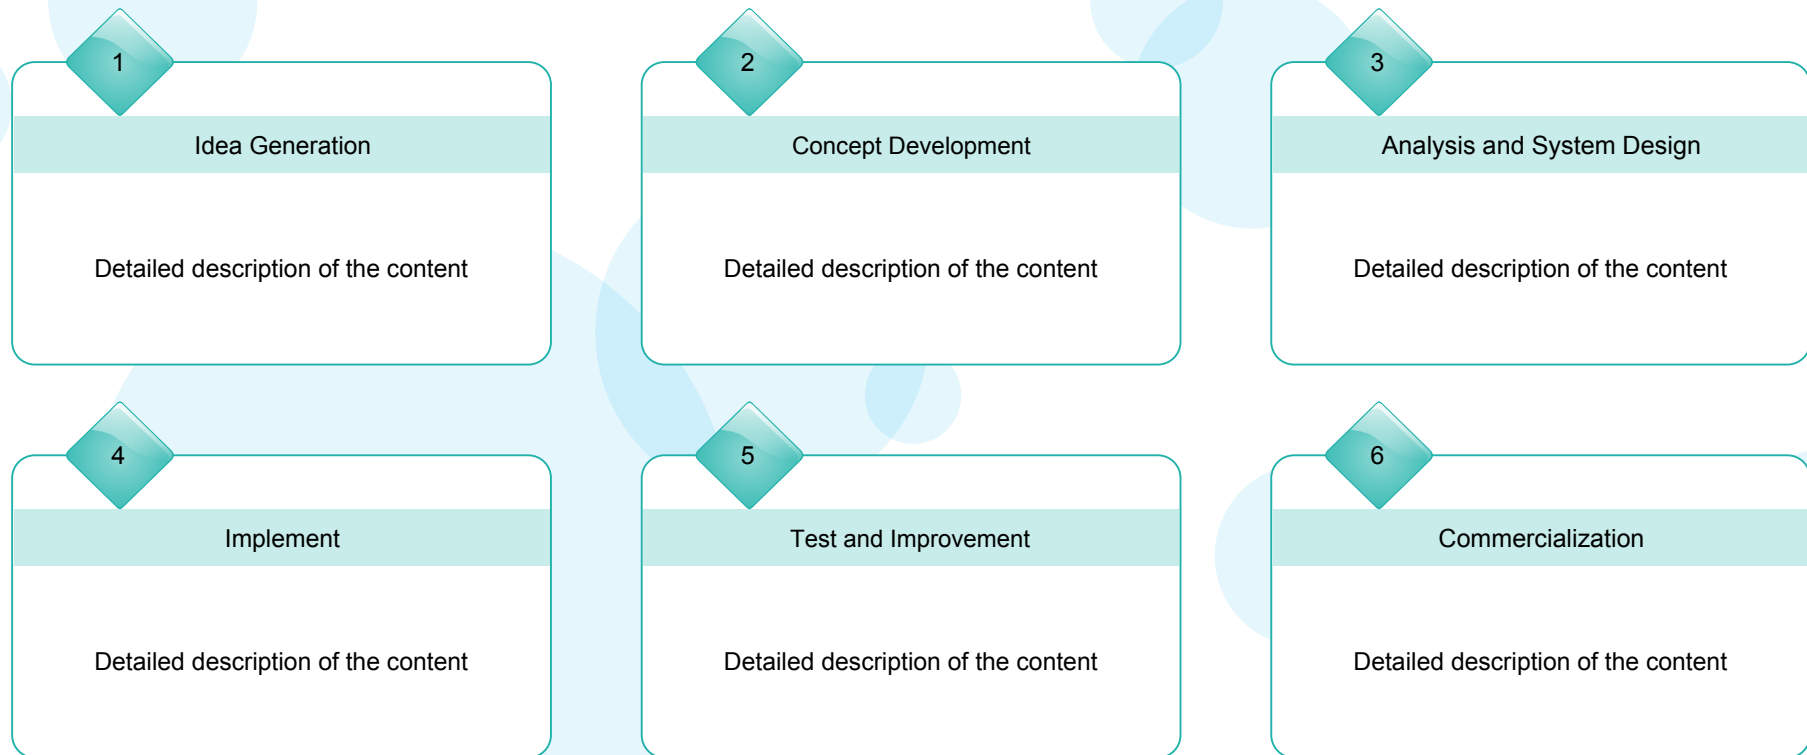 1
Idea Generation
Detailed description of the content
2
Concept Development
Detailed description of the content
3
Analysis and System Design
Detailed description of the content
4
Implement
Detailed description of the content
5
Test and Improvement
Detailed description of the content
6
Commercialization
Detailed description of the content